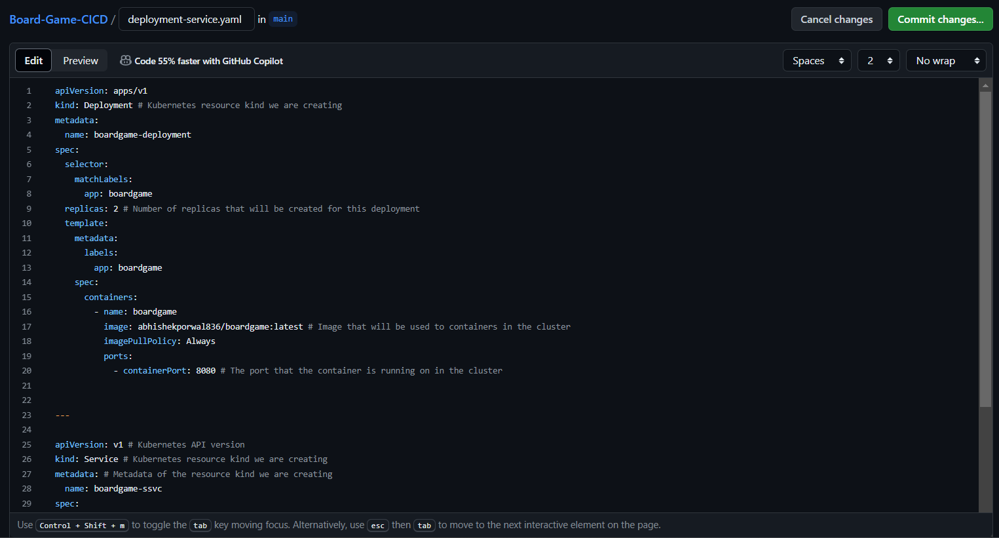 Board-Game-CICD / deployment-service.yaml in main
Cancel changes
Commit changes...
Edit
Preview
Code 55% faster with GitHub Copilot
Spaces
2
No wrap
1 apiVersion: apps/v1
2 kind: Deployment # Kubernetes resource kind we are creating
3 metadata:
4   name: boardgame-deployment
5 spec:
6   selector:
7     matchLabels:
8       app: boardgame
9   replicas: 2 # Number of replicas that will be created for this deployment
10   template:
11     metadata:
12       labels:
13         app: boardgame
14     spec:
15       containers:
16         - name: boardgame
17           image: abhishekporwal836/boardgame:latest # Image that will be used to containers in the cluster
18           imagePullPolicy: Always
19           ports:
20             - containerPort: 8080 # The port that the container is running on in the cluster
21
22
23 ---
24
25 apiVersion: v1 # Kubernetes API version
26 kind: Service # Kubernetes resource kind we are creating
27 metadata: # Metadata of the resource kind we are creating
28   name: boardgame-ssvc
29 spec:
Use Control + Shift + m to toggle the tab key moving focus. Alternatively, use esc then tab to move to the next interactive element on the page.